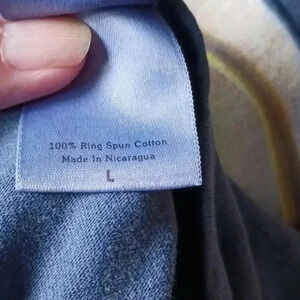 100% Ring Spun Cotton
Made In Nicaragua
L